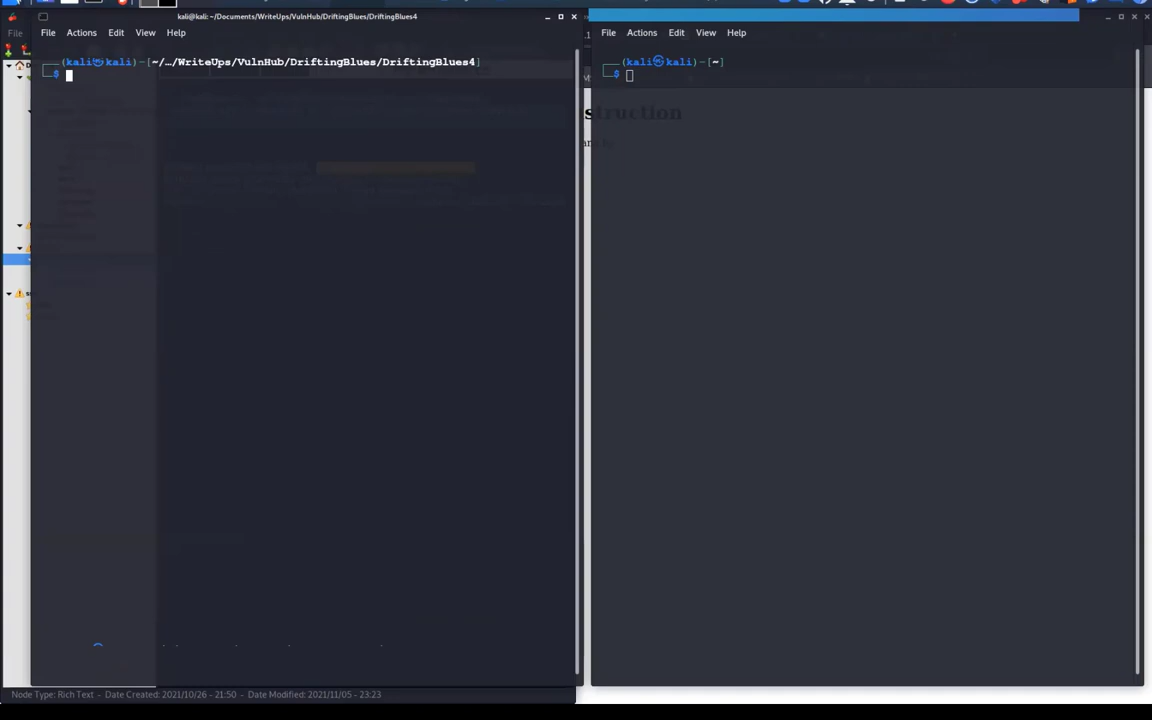 kali@kali: ~/Documents/WriteUps/VulnHub/DriftingBlues/DriftingBlues4
File Actions Edit View Help
(kali㉿kali)-[~/…/WriteUps/VulnHub/DriftingBlues/DriftingBlues4]
$
File Actions Edit View Help
(kali㉿kali)-[~]
$
File
struction
Node Type: Rich Text - Date Created: 2021/10/26 - 21:50 - Date Modified: 2021/11/05 - 23:23